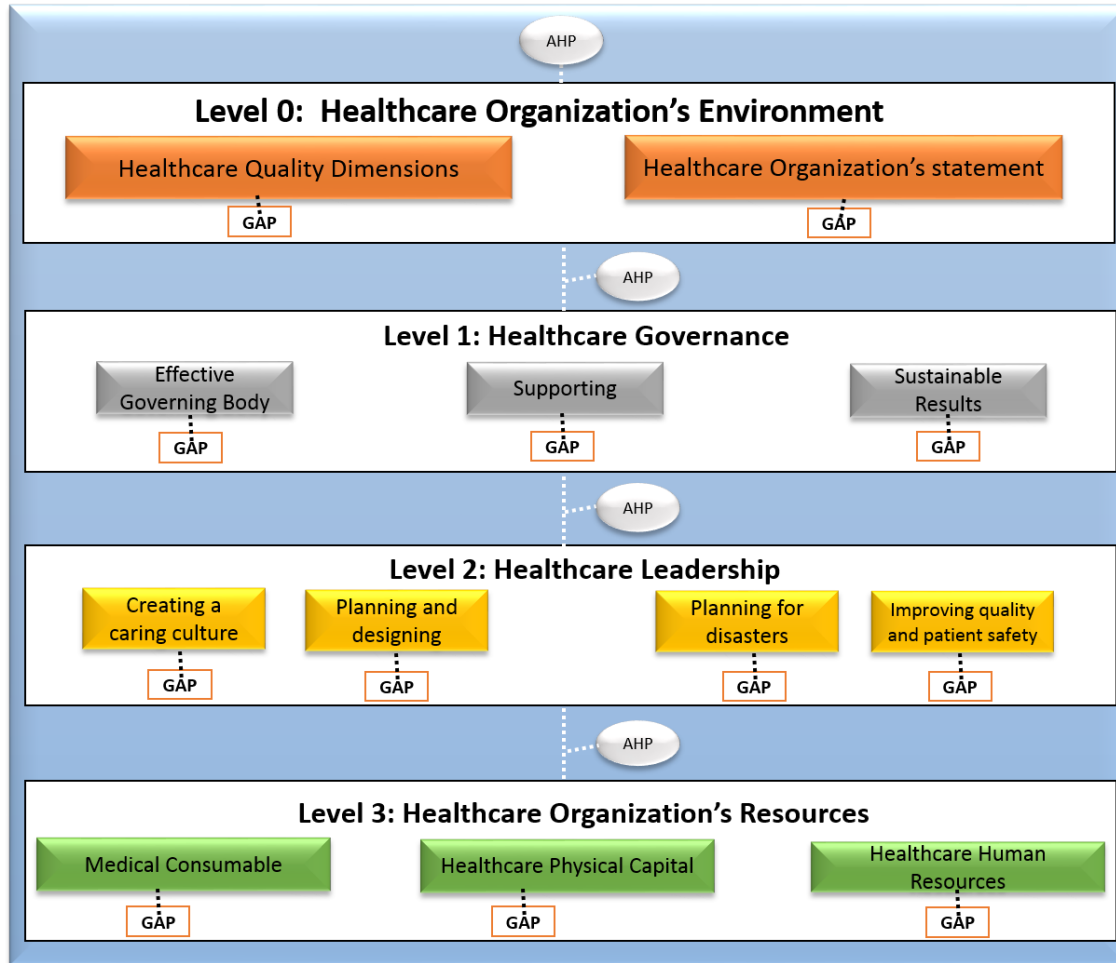 AHP
Level 0:  Healthcare Organization’s Environment
Healthcare Quality Dimensions
Healthcare Organization’s statement
GAP
GAP
AHP
Level 1: Healthcare Governance
Effective
Governing Body
Supporting
Sustainable
Results
GAP
GAP
GAP
AHP
Level 2: Healthcare Leadership
Creating a
caring culture
Planning and
designing
Planning for
disasters
Improving quality
and patient safety
GAP
GAP
GAP
GAP
AHP
Level 3: Healthcare Organization’s Resources
Medical Consumable
Healthcare Physical Capital
Healthcare Human
Resources
GAP
GAP
GAP